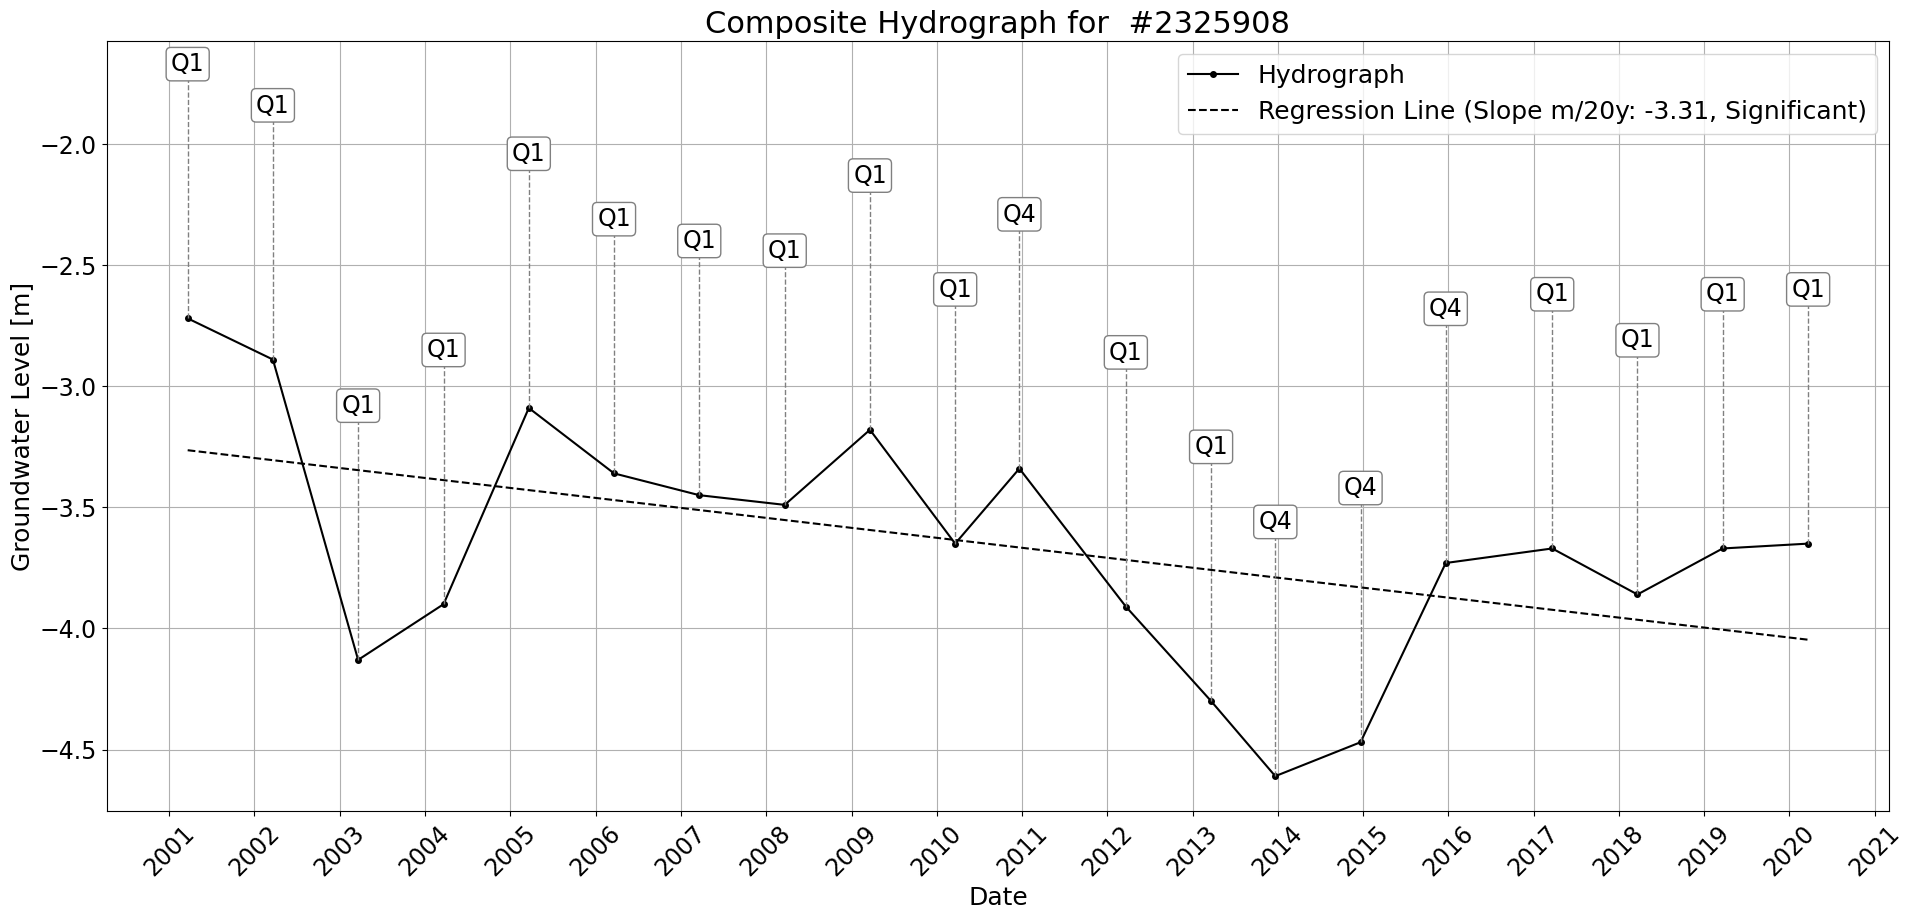 Composite Hydrograph for  #2325908
Hydrograph
Regression Line (Slope m/20y: -3.31, Significant)
Q1
Q1
Q1
Q1
Q1
Q1
Q1
Q1
Q1
Q1
Q4
Q1
Q1
Q4
Q4
Q4
Q1
Q1
Q1
Q1
Groundwater Level [m]
−2.0
−2.5
−3.0
−3.5
−4.0
−4.5
2001
2002
2003
2004
2005
2006
2007
2008
2009
2010
2011
2012
2013
2014
2015
2016
2017
2018
2019
2020
2021
Date